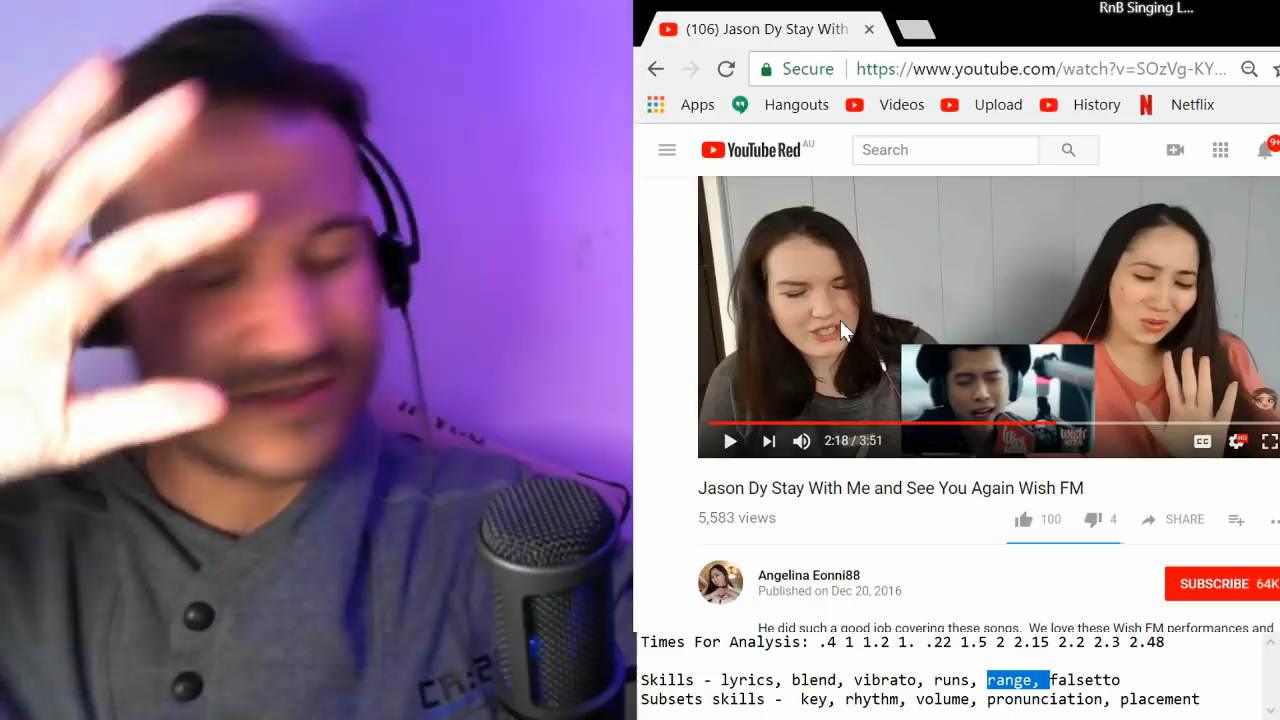 RnB Singing L...
(106) Jason Dy Stay With
Secure https://www.youtube.com/watch?v=SOzVg-KY...
Apps Hangouts Videos Upload History Netflix
YouTube Red AU Search 9+
2:18 / 3:51 CC HD
Jason Dy Stay With Me and See You Again Wish FM
5,583 views 100 4 SHARE
Angelina Eonni88
Published on Dec 20, 2016
SUBSCRIBE 64K
He did such a good job covering these songs. We love these Wish FM performances and
Times For Analysis: .4 1 1.2 1. .22 1.5 2 2.15 2.2 2.3 2.48
Skills - lyrics, blend, vibrato, runs, range, falsetto
Subsets skills - key, rhythm, volume, pronunciation, placement